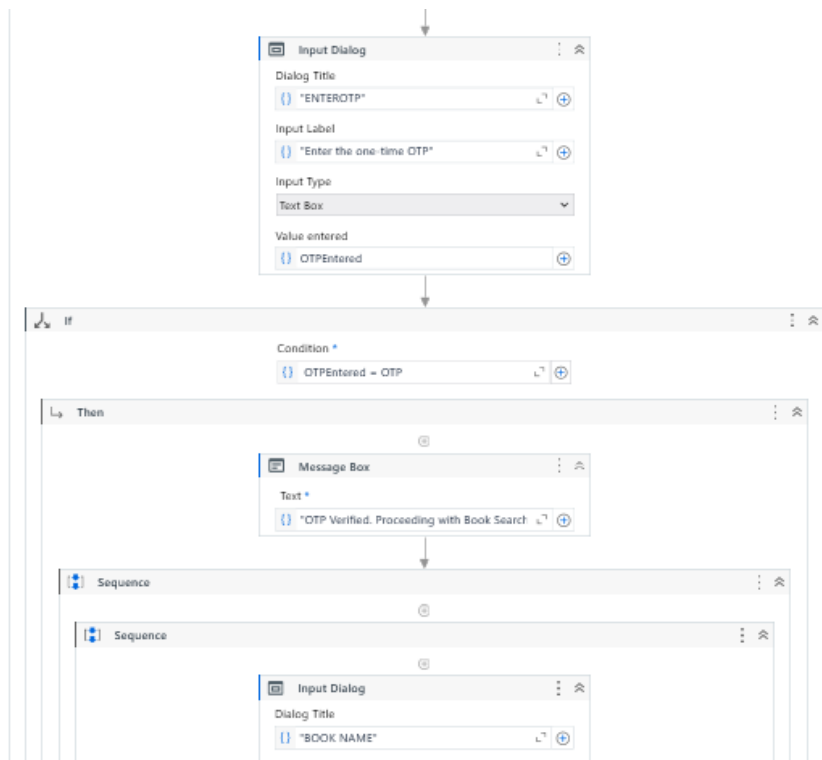 Input Dialog
Dialog Title
"ENTEROTP"
Input Label
"Enter the one-time OTP"
Input Type
Text Box
Value entered
OTPEntered
If
Condition *
OTPEntered = OTP
Then
Message Box
Text *
"OTP Verified. Proceeding with Book Search
Sequence
Sequence
Input Dialog
Dialog Title
"BOOK NAME"